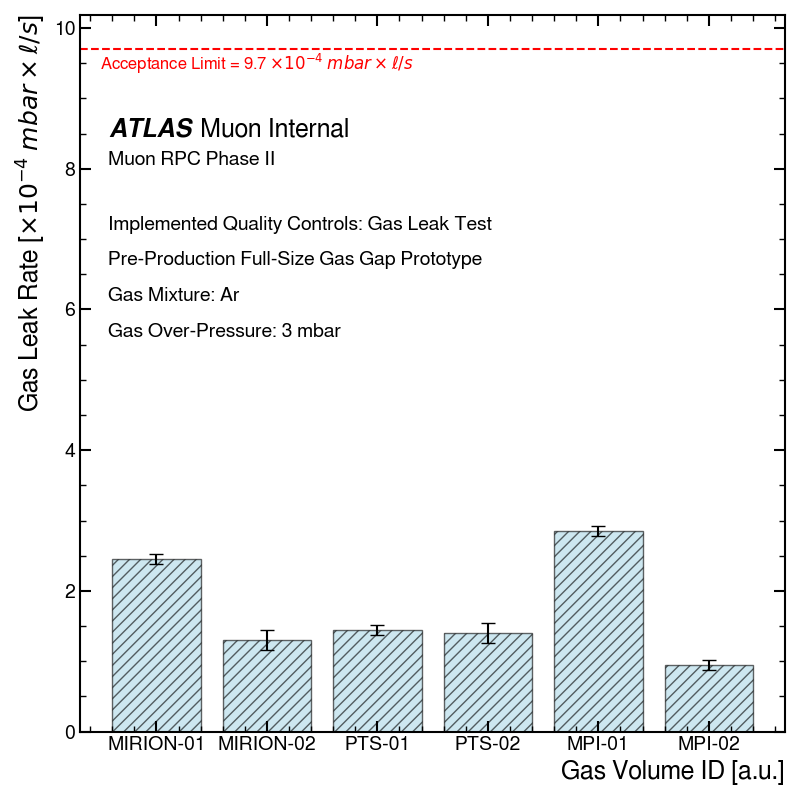 Gas Leak Rate [×10⁻⁴ mbar × ℓ/s]
10
8
6
4
2
0
Acceptance Limit = 9.7 ×10⁻⁴ mbar × ℓ/s
ATLAS Muon Internal
Muon RPC Phase II
Implemented Quality Controls: Gas Leak Test
Pre-Production Full-Size Gas Gap Prototype
Gas Mixture: Ar
Gas Over-Pressure: 3 mbar
MIRION-01 MIRION-02 PTS-01 PTS-02 MPI-01 MPI-02
Gas Volume ID [a.u.]